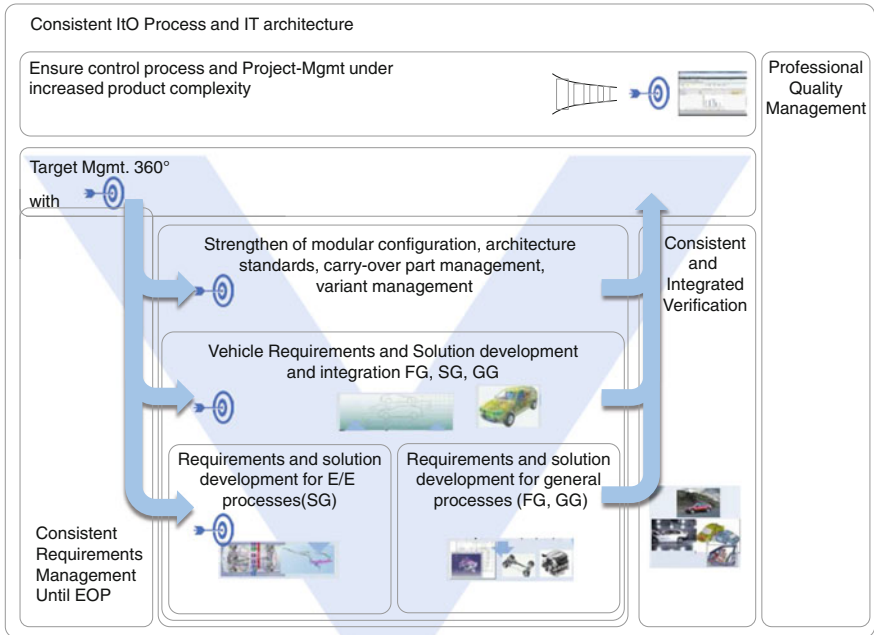 Consistent ItO Process and IT architecture
Ensure control process and Project-Mgmt under
increased product complexity
Professional
Quality
Management
Target Mgmt. 360°
with
Strengthen of modular configuration, architecture
standards, carry-over part management,
variant management
Consistent
and
Integrated
Verification
Vehicle Requirements and Solution development
and integration FG, SG, GG
Requirements and solution
development for E/E
processes(SG)
Requirements and solution
development for general
processes (FG, GG)
Consistent
Requirements
Management
Until EOP